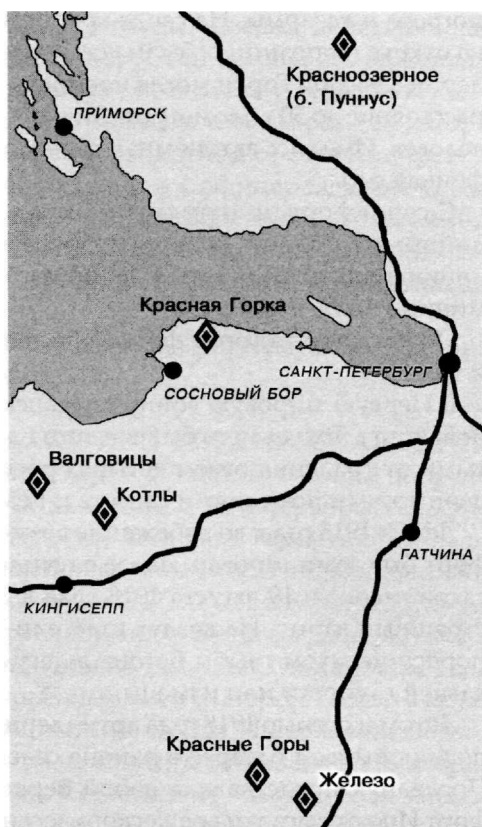 Красноозерное
(б. Пуннус)
ПРИМОРСК
Красная Горка
САНКТ-ПЕТЕРБУРГ
СОСНОВЫЙ БОР
Валговицы
Котлы
ГАТЧИНА
КИНГИСЕПП
Красные Горы
Железо